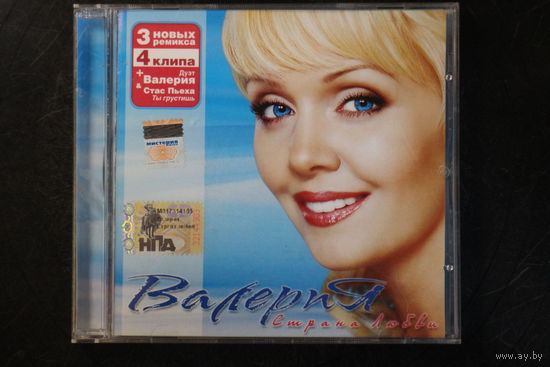 3 НОВЫХ
ремикса
4 КЛИПА
+ Дуэт
Валерия
& Стас Пьеха
Ты грустишь
мистерия
НПА
Валерия
Страна Любви
www.ay.by